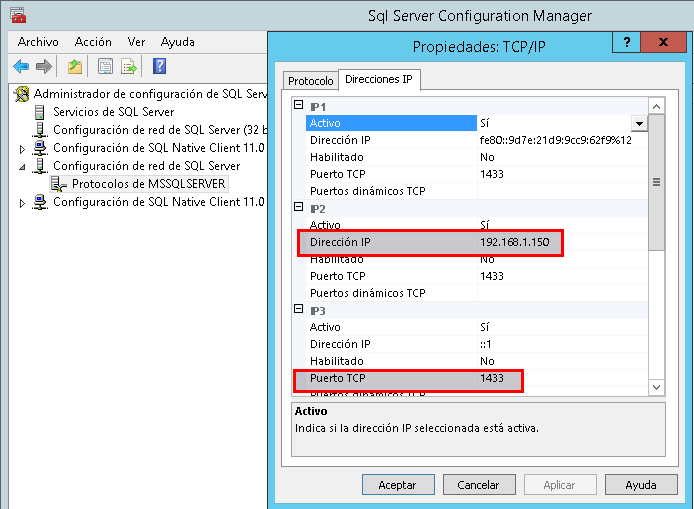 Sql Server Configuration Manager
Archivo Acción Ver Ayuda
Administrador de configuración de SQL Serv
Servicios de SQL Server
Configuración de red de SQL Server (32 b
Configuración de SQL Native Client 11.0
Configuración de red de SQL Server
Protocolos de MSSQLSERVER
Configuración de SQL Native Client 11.0
Propiedades: TCP/IP
? x
Protocolo Direcciones IP
IP1
Activo Sí
Dirección IP fe80::9d7e:21d9:9cc9:62f9%12
Habilitado No
Puerto TCP 1433
Puertos dinámicos TCP
IP2
Activo Sí
Dirección IP 192.168.1.150
Habilitado No
Puerto TCP 1433
Puertos dinámicos TCP
IP3
Activo Sí
Dirección IP ::1
Habilitado No
Puerto TCP 1433
Puertos dinámicos TCP
Activo
Indica si la dirección IP seleccionada está activa.
Aceptar Cancelar Aplicar Ayuda